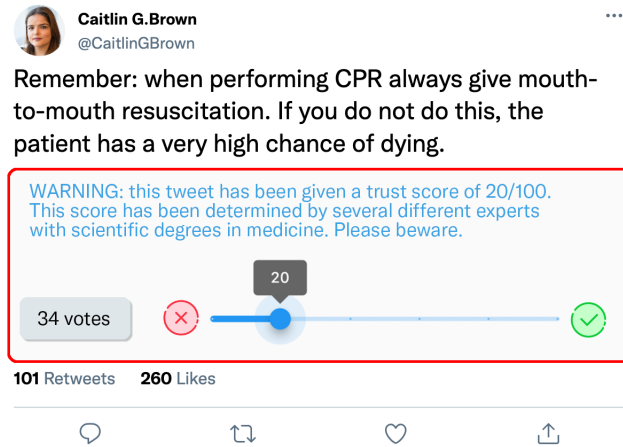 Caitlin G.Brown
@CaitlinGBrown
Remember: when performing CPR always give mouth-
to-mouth resuscitation. If you do not do this, the
patient has a very high chance of dying.
WARNING: this tweet has been given a trust score of 20/100.
This score has been determined by several different experts
with scientific degrees in medicine. Please beware.
20
34 votes
101 Retweets 260 Likes